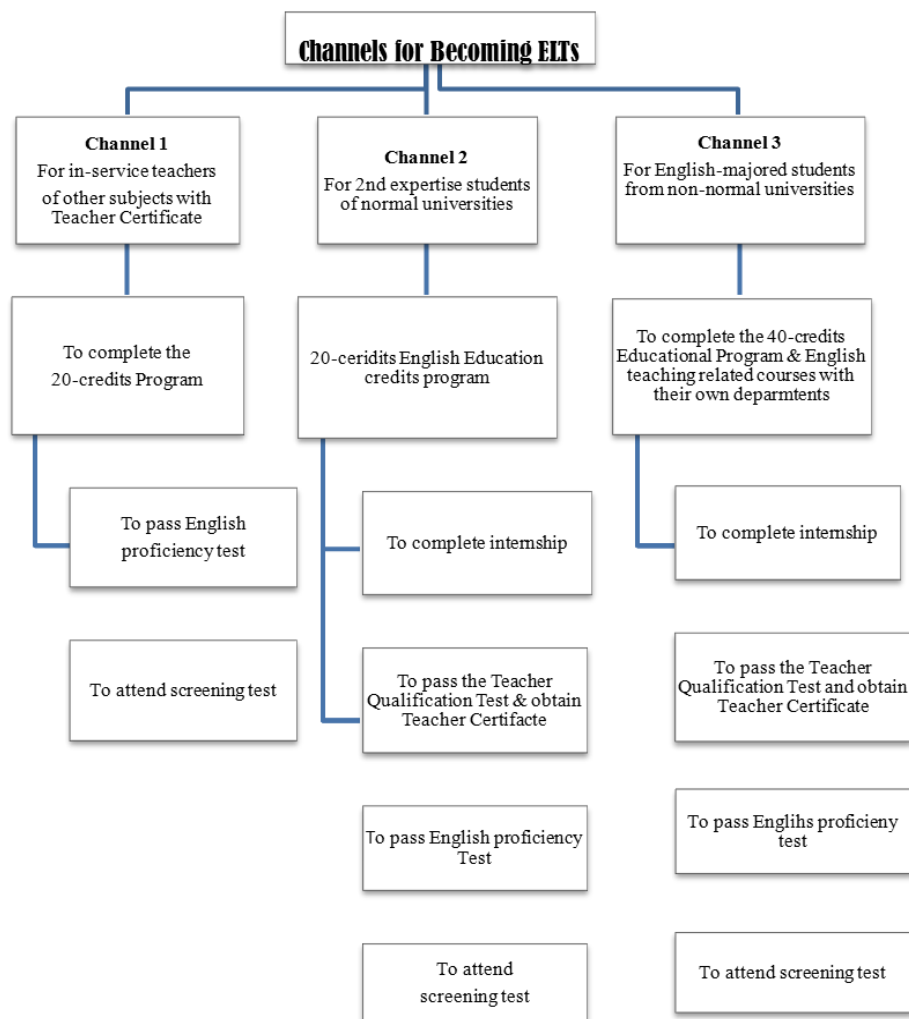 Channels for Becoming ELTs
Channel 1
For in-service teachers
of other subjects with
Teacher Certificate
Channel 2
For 2nd expertise students
of normal universities
Channel 3
For English-majored students
from non-normal universities
To complete the
20-credits Program
20-ceridits English Education
credits program
To complete the 40-credits
Educational Program & English
teaching related courses with
their own deparmtents
To pass English
proficiency test
To complete internship
To complete internship
To attend screening test
To pass the Teacher
Qualification Test & obtain
Teacher Certifacte
To pass the Teacher
Qualification Test and obtain
Teacher Certificate
To pass English proficiency
Test
To pass Englihs proficieny
test
To attend
screening test
To attend screening test